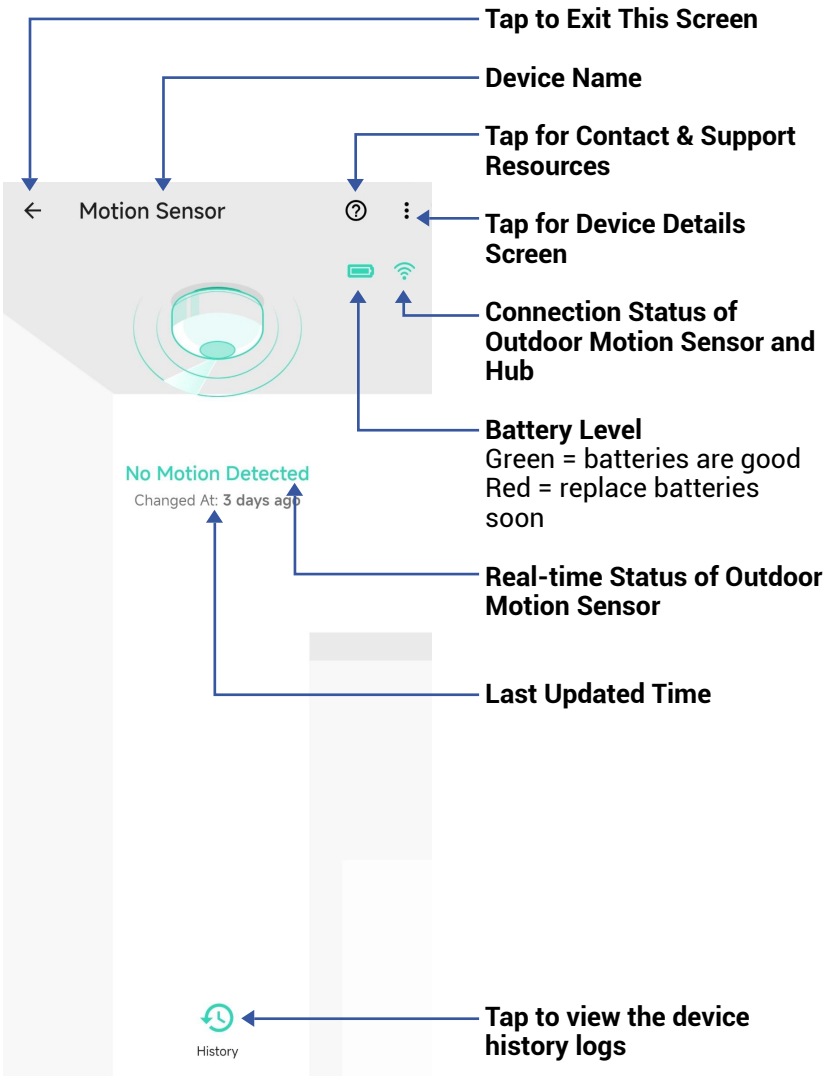 Tap to Exit This Screen
Device Name
Tap for Contact & Support
Resources
Motion Sensor
Tap for Device Details
Screen
Connection Status of
Outdoor Motion Sensor and
Hub
Battery Level
Green = batteries are good
Red = replace batteries
soon
No Motion Detected
Changed At: 3 days ago
Real-time Status of Outdoor
Motion Sensor
Last Updated Time
Tap to view the device
history logs
History